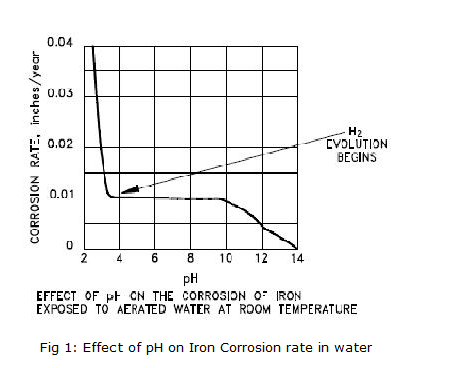 0.04
0.03
0.02
0.01
0
CORROSION RATE, inches/year
H2
EVOLUTION
BEGINS
2 4 6 8 10 12 14
pH
EFFECT OF pH ON THE CORROSION OF IRON
EXPOSED TO AERATED WATER AT ROOM TEMPERATURE
Fig 1: Effect of pH on Iron Corrosion rate in water